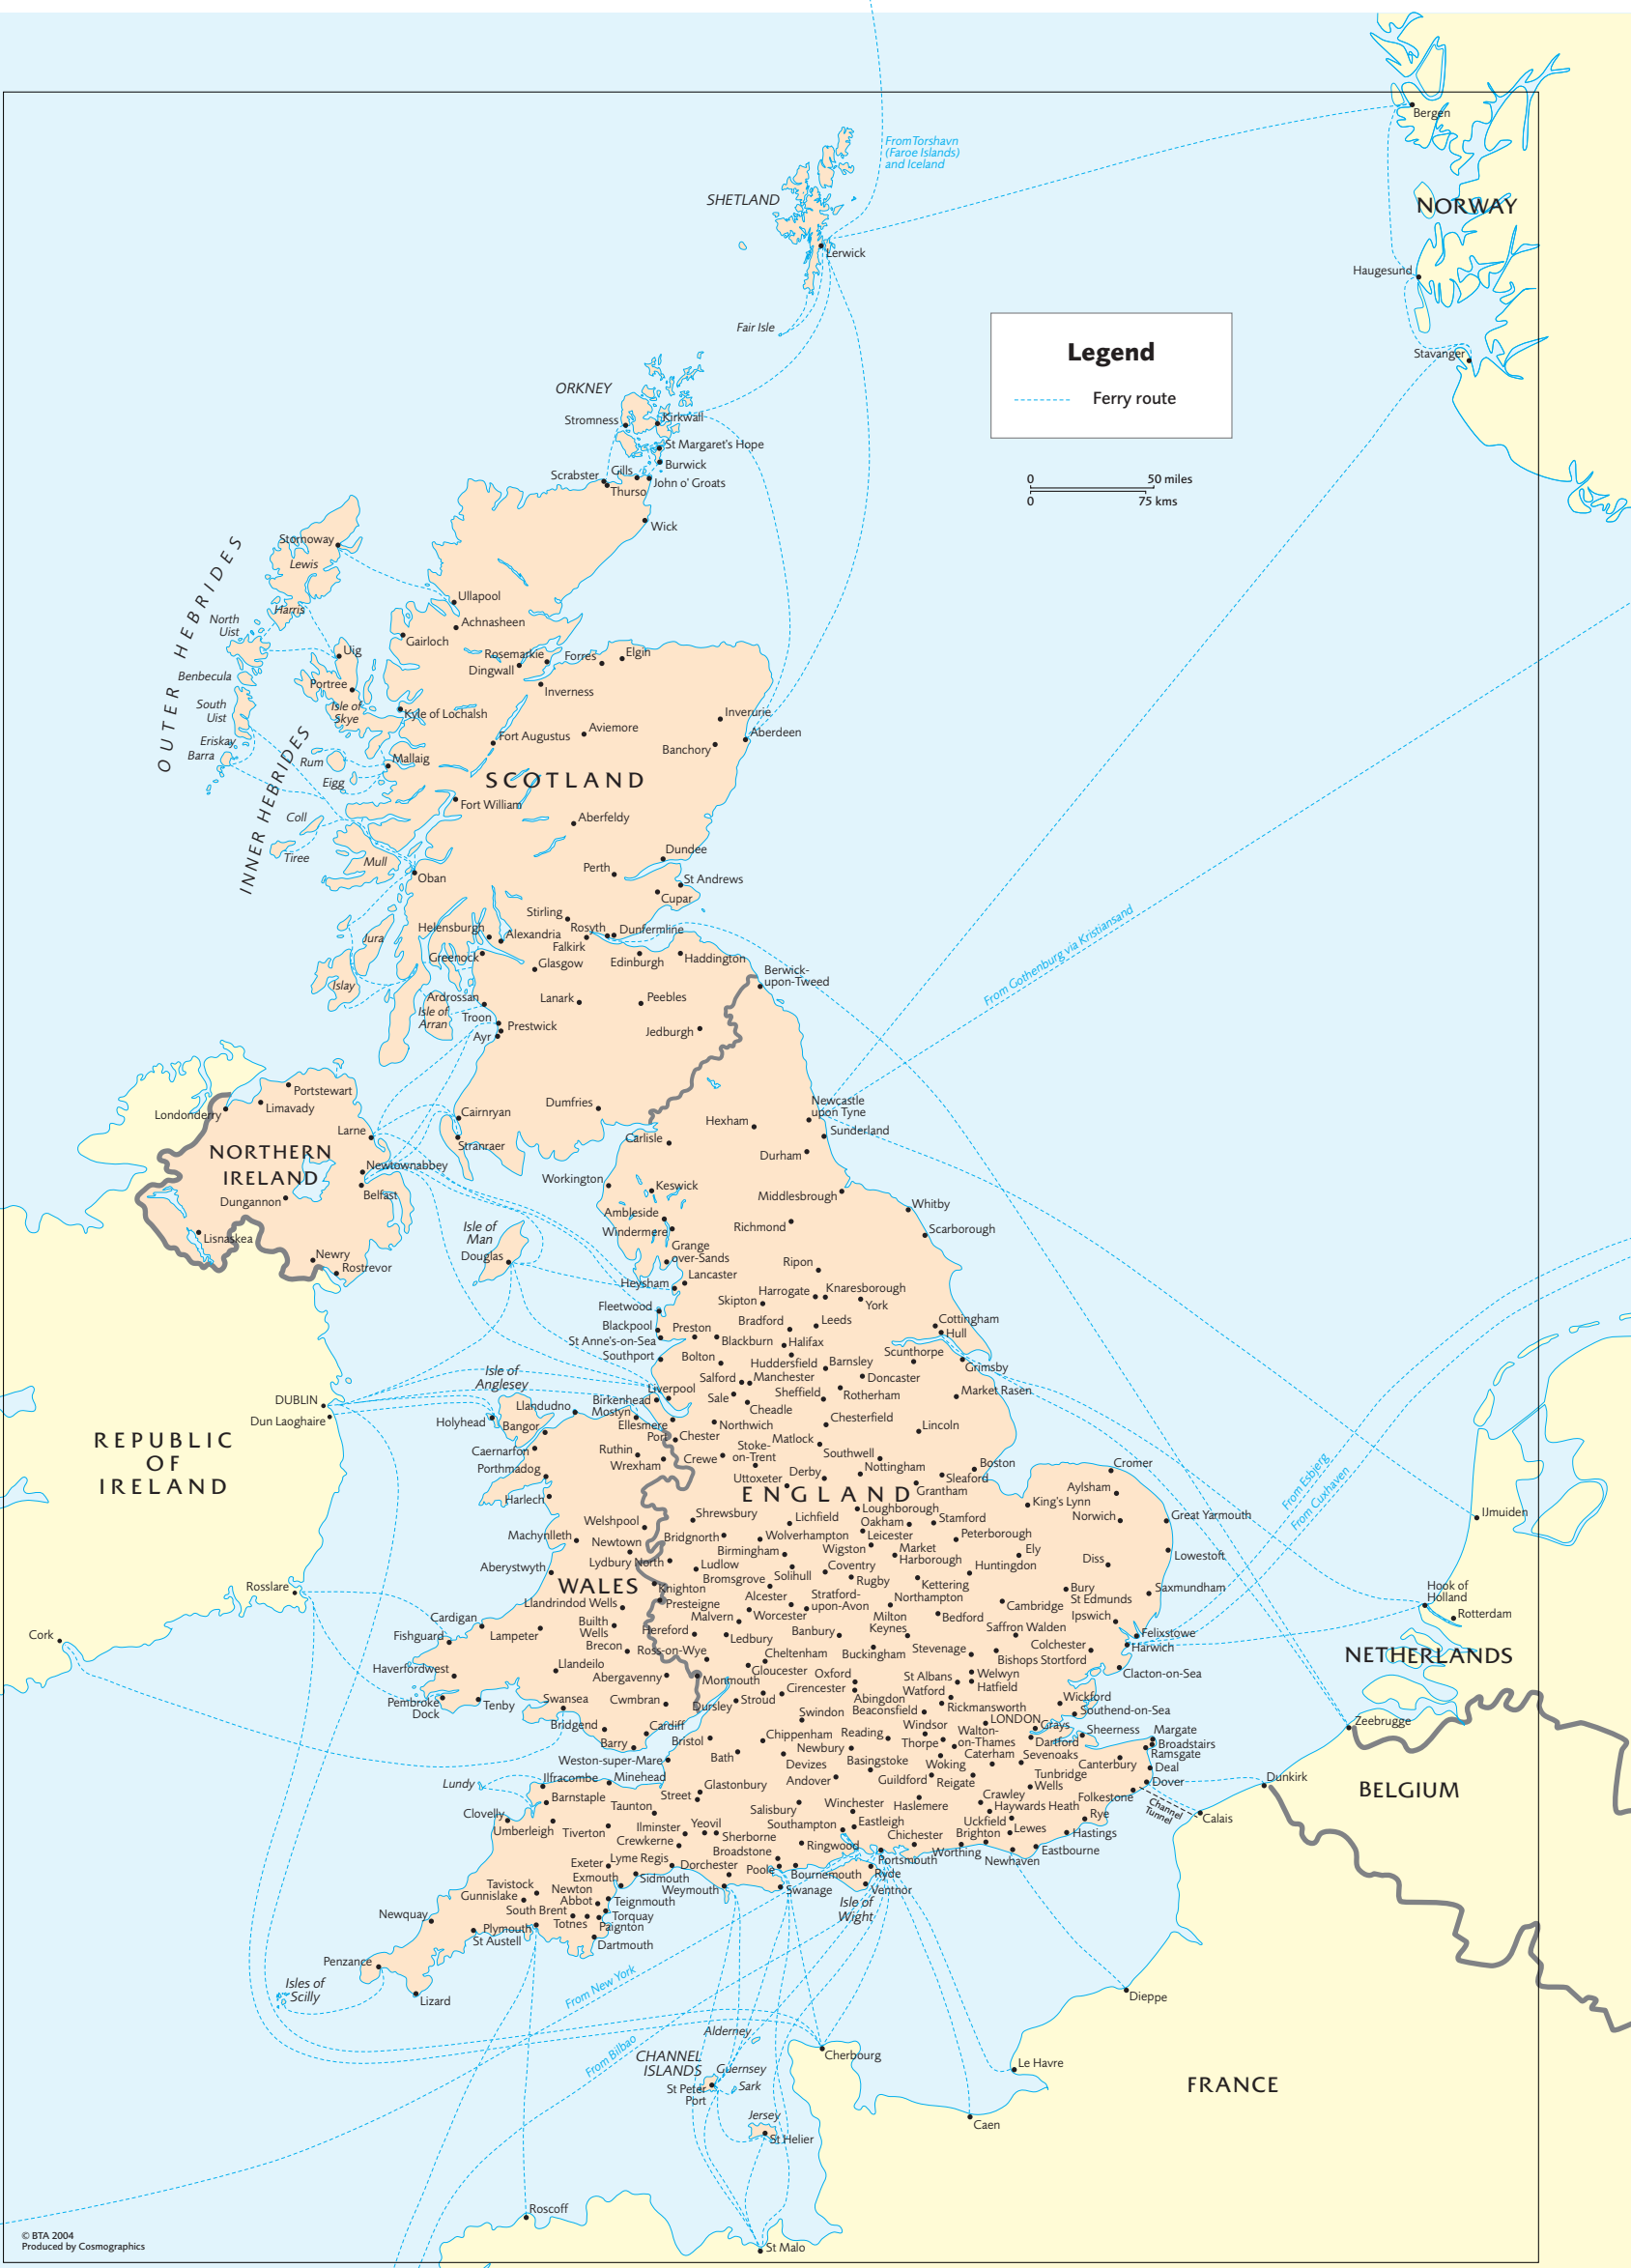 From Torshavn
(Faroe Islands)
and Iceland
Bergen
NORWAY
SHETLAND
Lerwick
Haugesund
Fair Isle
Stavanger
Legend
Ferry route
0 50 miles
0 75 kms
ORKNEY
Stromness
Kirkwall
St Margaret's Hope
Burwick
Scrabster
Gills
John o' Groats
Thurso
Wick
OUTER HEBRIDES
Stornoway
Lewis
Harris
North
Uist
Benbecula
South
Uist
Eriskay
Barra
INNER HEBRIDES
Uig
Portree
Isle of
Skye
Rum
Eigg
Coll
Tiree
Mull
Jura
Islay
Ullapool
Achnasheen
Gairloch
Rosemarkie
Dingwall
Forres
Elgin
Inverness
Kyle of Lochalsh
Fort Augustus
Aviemore
Inverurie
Banchory
Aberdeen
Mallaig
SCOTLAND
Fort William
Aberfeldy
Dundee
Perth
St Andrews
Cupar
Oban
Stirling
Helensburgh
Alexandria
Rosyth
Dunfermline
Falkirk
Greenock
Glasgow
Edinburgh
Haddington
Berwick-
upon-Tweed
Ardrossan
Isle of
Arran
Lanark
Peebles
Troon
Prestwick
Ayr
Jedburgh
From Gothenburg via Kristiansand
Portstewart
Limavady
Londonderry
Larne
NORTHERN
IRELAND
Newtownabbey
Belfast
Dungannon
Lisnaskea
Newry
Rostrevor
Cairnryan
Stranraer
Dumfries
Newcastle
upon Tyne
Hexham
Sunderland
Carlisle
Durham
Workington
Keswick
Middlesbrough
Whitby
Ambleside
Windermere
Richmond
Scarborough
Isle of
Man
Douglas
Grange
over-Sands
Ripon
Lancaster
Heysham
Harrogate
Knaresborough
Skipton
York
Fleetwood
Blackpool
Preston
Bradford
Leeds
Cottingham
Hull
St Anne's-on-Sea
Blackburn
Halifax
Southport
Bolton
Huddersfield
Barnsley
Scunthorpe
Grimsby
Isle of
Anglesey
Salford
Manchester
Doncaster
Liverpool
Birkenhead
Sale
Sheffield
Rotherham
Market Rasen
Llandudno
Mostyn
Cheadle
Holyhead
Bangor
Ellesmere
Port
Northwich
Chesterfield
Lincoln
Caernarfon
Chester
Stoke-
on-Trent
Matlock
Southwell
Ruthin
Wrexham
Crewe
Porthmadog
Nottingham
Boston
Cromer
Uttoxeter
Derby
Sleaford
Grantham
Aylsham
ENGLAND
DUBLIN
Dun Laoghaire
REPUBLIC
OF
IRELAND
Rosslare
Cork
Harlech
King's Lynn
Norwich
Great Yarmouth
Shrewsbury
Loughborough
Welshpool
Lichfield
Oakham
Stamford
Machynlleth
Bridgnorth
Wolverhampton
Leicester
Peterborough
Newtown
Birmingham
Wigston
Market
Harborough
Ely
Lowestoft
Aberystwyth
Lydbury North
Ludlow
Coventry
Huntingdon
Diss
WALES
Bromsgrove
Solihull
Rugby
Kettering
Saxmundham
Knighton
Alcester
Stratford-
upon-Avon
Northampton
Bury
St Edmunds
Llandrindod Wells
Presteigne
Worcester
Cambridge
Cardigan
Malvern
Milton
Keynes
Bedford
Ipswich
Fishguard
Lampeter
Builth
Wells
Hereford
Ledbury
Banbury
Saffron Walden
Felixstowe
Brecon
Ross-on-Wye
Cheltenham
Buckingham
Stevenage
Colchester
Harwich
Haverfordwest
Llandeilo
Bishops Stortford
Gloucester
Oxford
Welwyn
Clacton-on-Sea
Abergavenny
Monmouth
Cirencester
St Albans
Hatfield
Pembroke
Dock
Tenby
Swansea
Cwmbran
Dursley
Stroud
Abingdon
Watford
Wickford
Beaconsfield
Rickmansworth
Southend-on-Sea
Swindon
LONDON
Bridgend
Cardiff
Grays
Sheerness
Margate
Bristol
Chippenham
Reading
Windsor
Walton-
on-Thames
Dartford
Broadstairs
Barry
Bath
Newbury
Thorpe
Ramsgate
Weston-super-Mare
Basingstoke
Caterham
Sevenoaks
Canterbury
Deal
Devizes
Woking
Dover
Ilfracombe
Minehead
Andover
Guildford
Reigate
Tunbridge
Wells
Lundy
Glastonbury
Folkestone
Barnstaple
Street
Crawley
Channel
Tunnel
Clovelly
Taunton
Salisbury
Winchester
Haslemere
Haywards Heath
Rye
Umberleigh
Southampton
Eastleigh
Uckfield
Tiverton
Ilminster
Yeovil
Sherborne
Lewes
Hastings
Crewkerne
Ringwood
Chichester
Brighton
Broadstone
Worthing
Eastbourne
Exeter
Lyme Regis
Dorchester
Poole
Portsmouth
Newhaven
Exmouth
Sidmouth
Bournemouth
Ryde
Tavistock
Weymouth
Swanage
Ventnor
Gunnislake
Newton
Abbot
Teignmouth
Isle of
Wight
Newquay
South Brent
Torquay
Plymouth
Totnes
Paignton
St Austell
Dartmouth
Penzance
Isles of
Scilly
Lizard
From Esbjerg
From Cuxhaven
IJmuiden
Hook of
Holland
Rotterdam
NETHERLANDS
Zeebrugge
BELGIUM
Dunkirk
Calais
Dieppe
From New York
From Bilbao
Alderney
CHANNEL
ISLANDS
Guernsey
St Peter
Port
Sark
Jersey
St Helier
Cherbourg
Le Havre
Caen
FRANCE
Roscoff
St Malo
© BTA 2004
Produced by Cosmographics